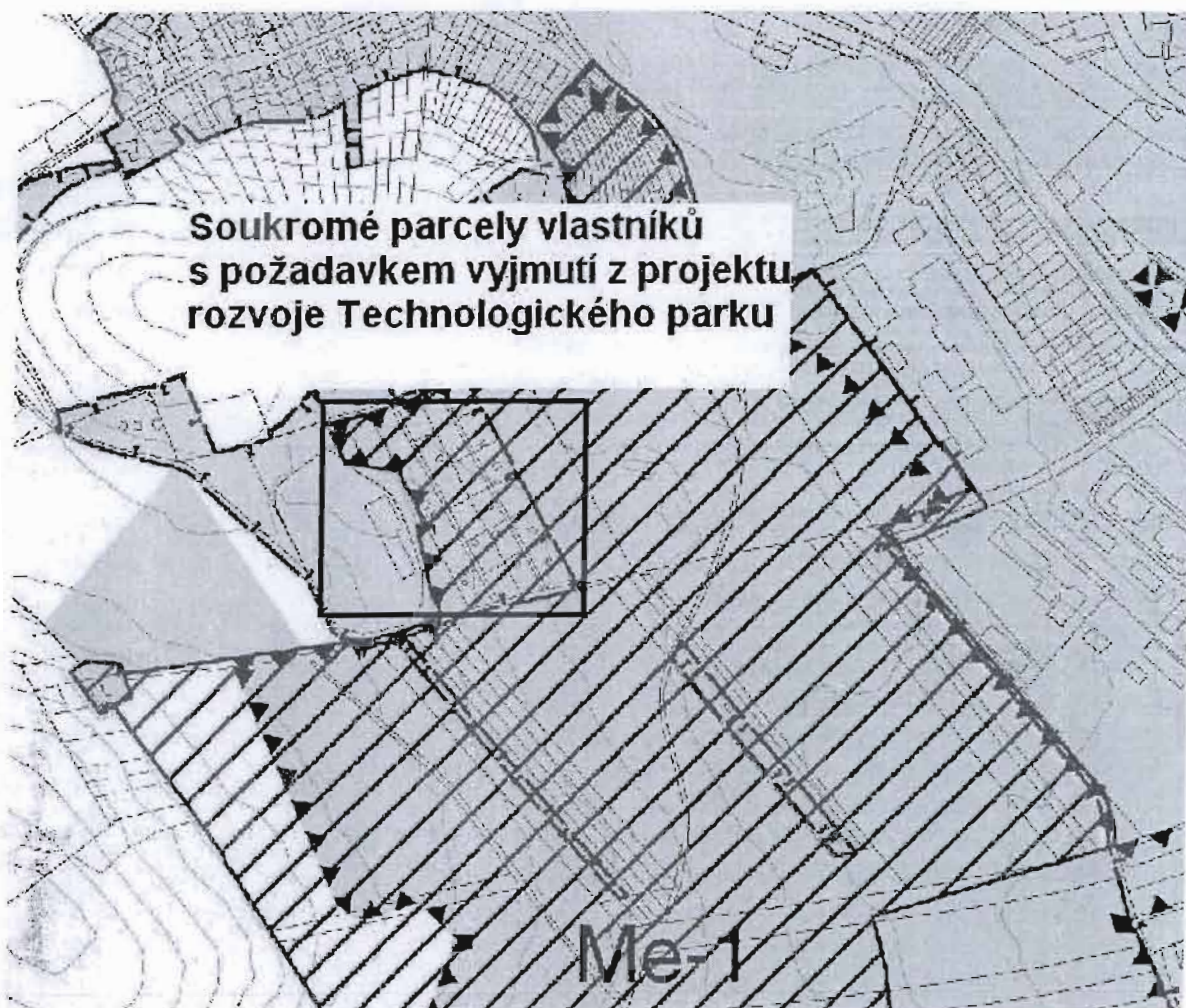 Soukromé parcely vlastníků
s požadavkem vyjmutí z projektu
rozvoje Technologického parku
Me-1